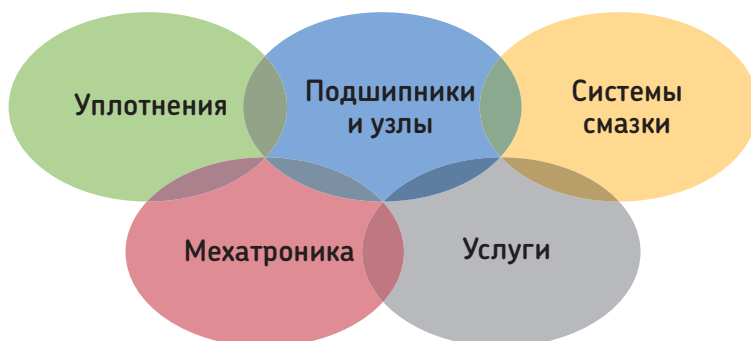 Уплотнения
Подшипники
и узлы
Системы
смазки
Мехатроника
Услуги